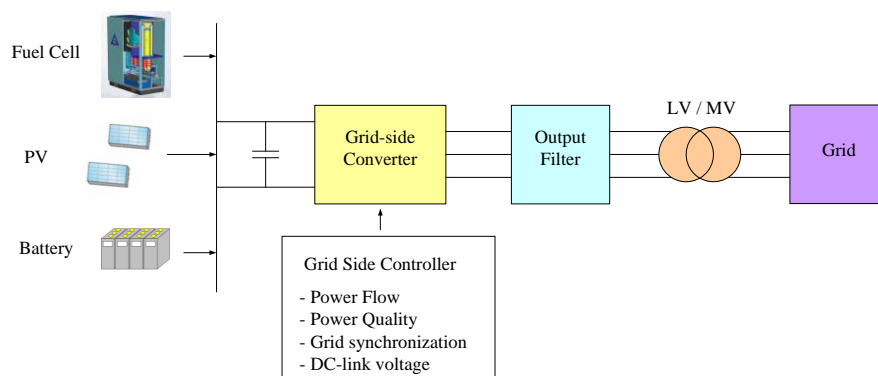 Fuel Cell
PV
Battery
Grid-side
Converter
Output
Filter
LV / MV
Grid
Grid Side Controller
- Power Flow
- Power Quality
- Grid synchronization
- DC-link voltage